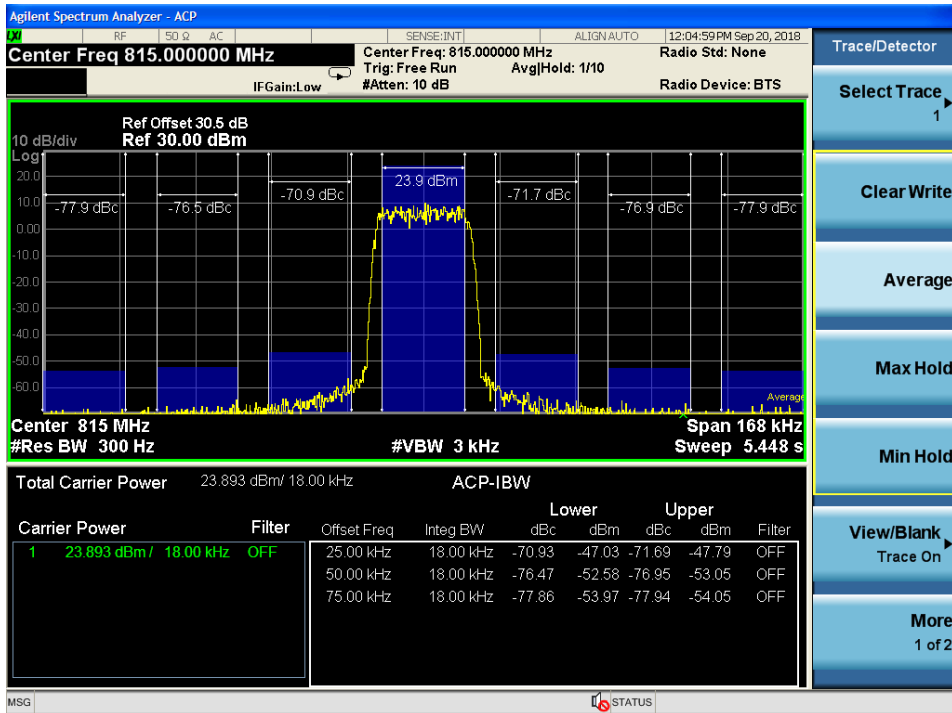 Agilent Spectrum Analyzer - ACP
LXI RF 50 Ω AC SENSE:INT ALIGN AUTO 12:04:59 PM Sep 20, 2018
Center Freq 815.000000 MHz
Center Freq: 815.000000 MHz Radio Std: None
Trig: Free Run Avg|Hold: 1/10
IFGain:Low #Atten: 10 dB Radio Device: BTS
Ref Offset 30.5 dB
10 dB/div Ref 30.00 dBm
Log
20.0
10.0
0.00
-10.0
-20.0
-30.0
-40.0
-50.0
-60.0
-77.9 dBc -76.5 dBc -70.9 dBc 23.9 dBm -71.7 dBc -76.9 dBc -77.9 dBc
Average
Center 815 MHz Span 168 kHz
#Res BW 300 Hz #VBW 3 kHz Sweep 5.448 s
Total Carrier Power 23.893 dBm/ 18.00 kHz ACP-IBW
Lower Upper
Carrier Power Filter Offset Freq Integ BW dBc dBm dBc dBm Filter
1 23.893 dBm / 18.00 kHz OFF 25.00 kHz 18.00 kHz -70.93 -47.03 -71.69 -47.79 OFF
50.00 kHz 18.00 kHz -76.47 -52.58 -76.95 -53.05 OFF
75.00 kHz 18.00 kHz -77.86 -53.97 -77.94 -54.05 OFF
MSG STATUS
Trace/Detector
Select Trace
1
Clear Write
Average
Max Hold
Min Hold
View/Blank
Trace On
More
1 of 2